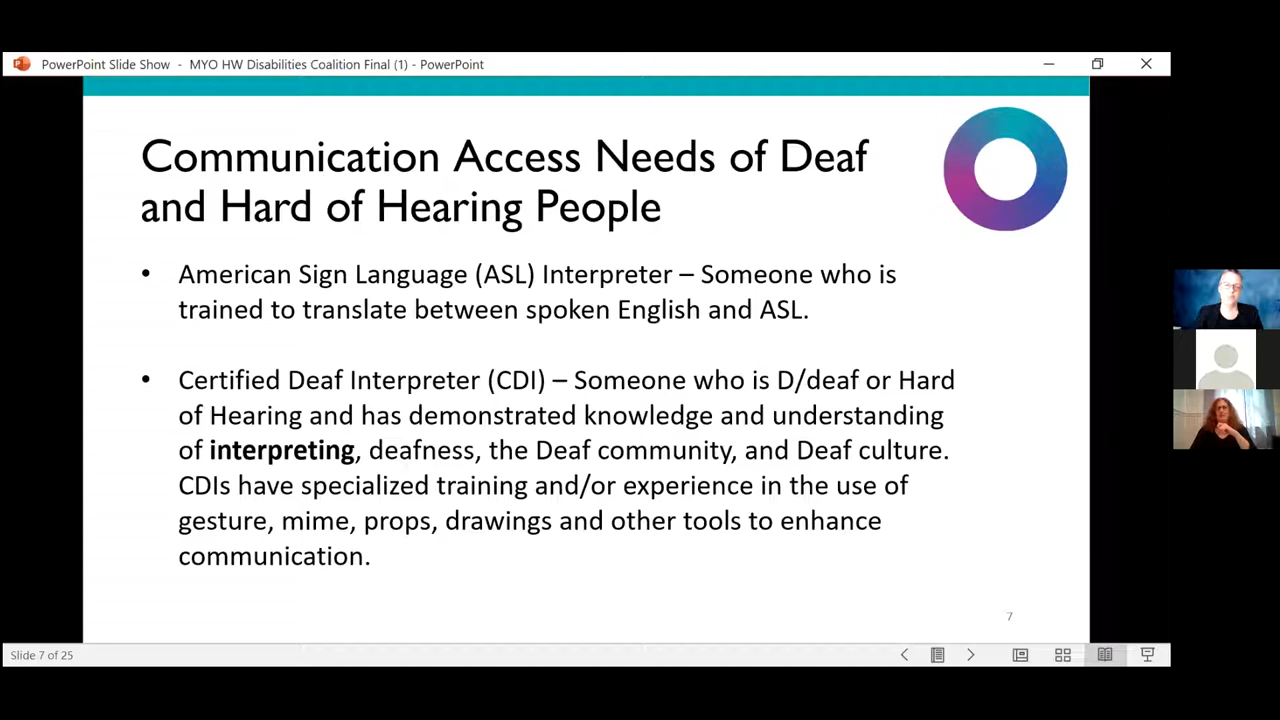 PowerPoint Slide Show - MYO HW Disabilities Coalition Final (1) - PowerPoint
Communication Access Needs of Deaf
and Hard of Hearing People
• American Sign Language (ASL) Interpreter – Someone who is
trained to translate between spoken English and ASL.
• Certified Deaf Interpreter (CDI) – Someone who is D/deaf or Hard
of Hearing and has demonstrated knowledge and understanding
of interpreting, deafness, the Deaf community, and Deaf culture.
CDIs have specialized training and/or experience in the use of
gesture, mime, props, drawings and other tools to enhance
communication.
7
Slide 7 of 25